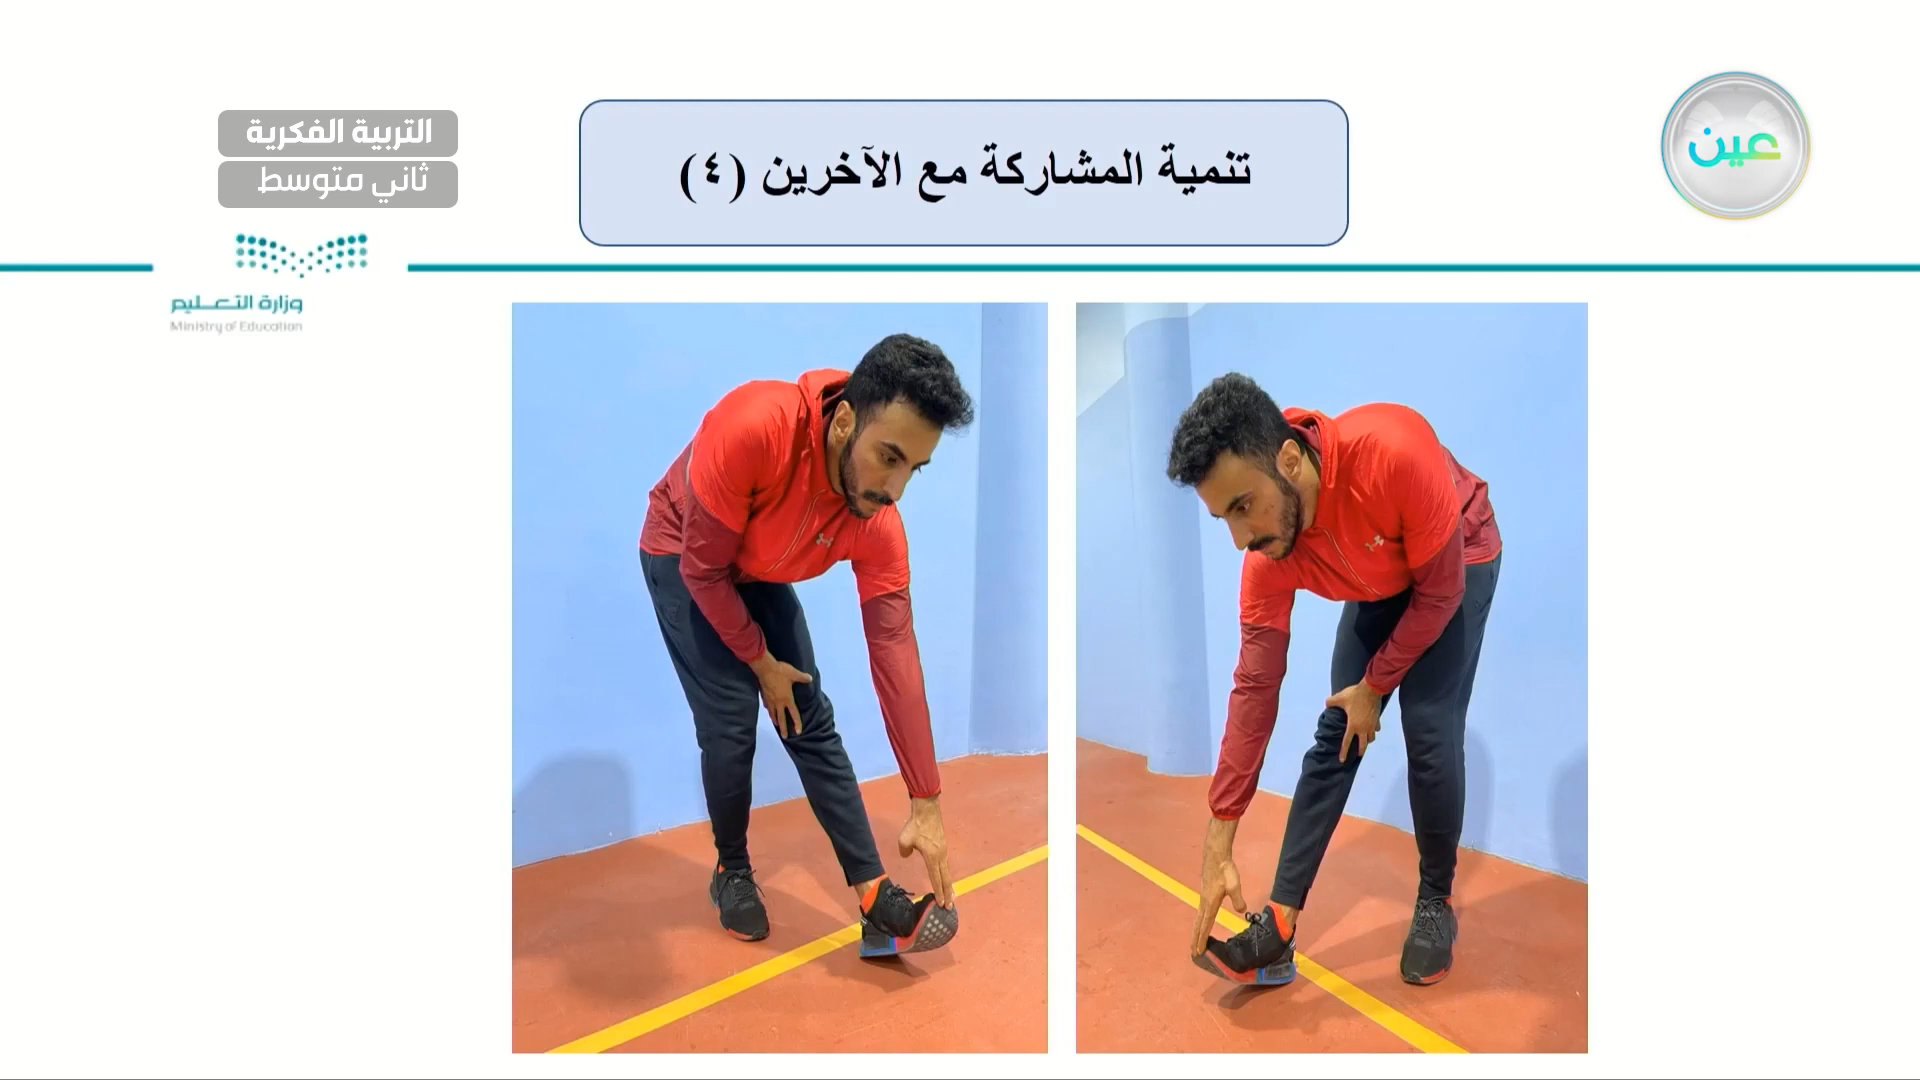 عين
تنمية المشاركة مع الآخرين (٤)
التربية الفكرية
ثاني متوسط
وزارة التعليم
Ministry of Education